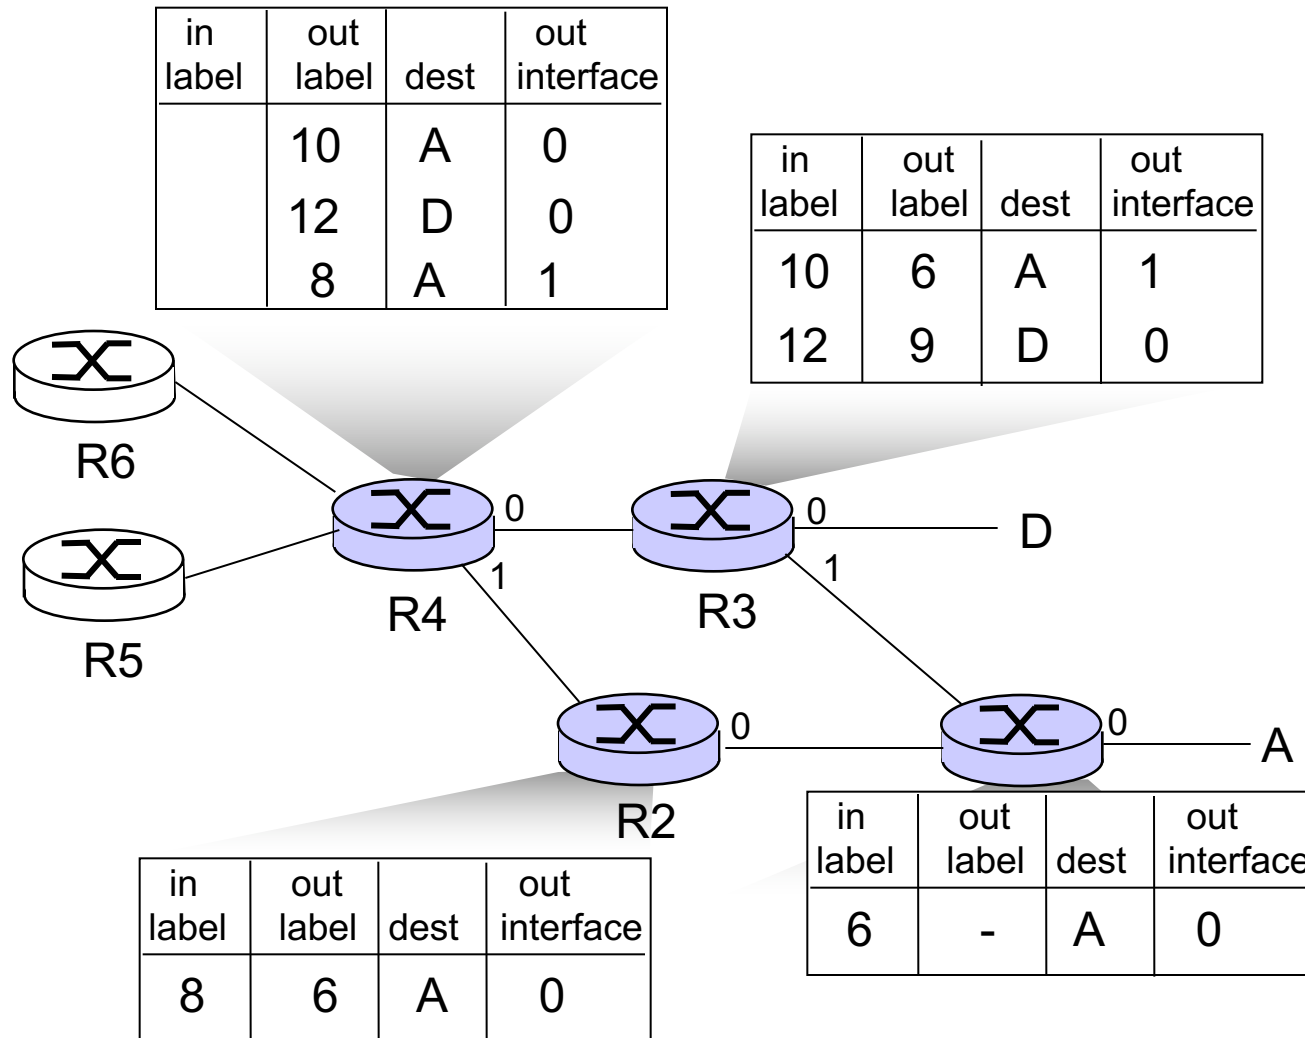 in out out
label label dest interface
10 A 0
12 D 0
8 A 1
in out out
label label dest interface
10 6 A 1
12 9 D 0
R6
R5
R4
0
1
R3
0
1
D
R2
0
0
A
in out out
label label dest interface
8 6 A 0
in out out
label label dest interface
6 - A 0